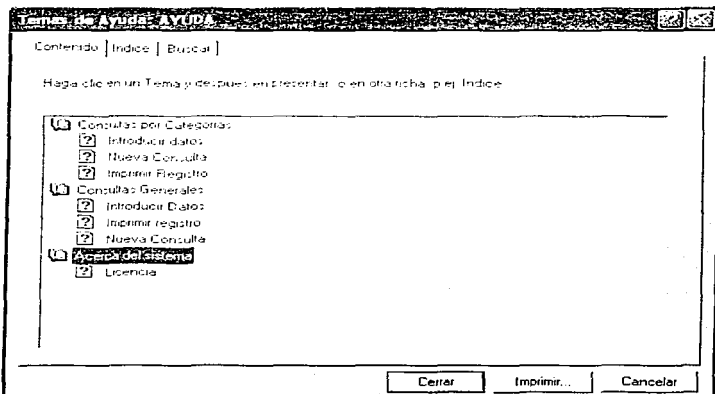 Temas de Ayuda: AYUDA
Contenido Indice Buscar
Haga clic en un Tema y despues en presentar o en otra ficha p ej Indice
Consultas por Categorias
Introducir datos
Nueva Consulta
Imprimir Registro
Consultas Generales
Introducir Datos
Imprimir registro
Nueva Consulta
Acerca del sistema
Licencia
Cerrar Imprimir... Cancelar